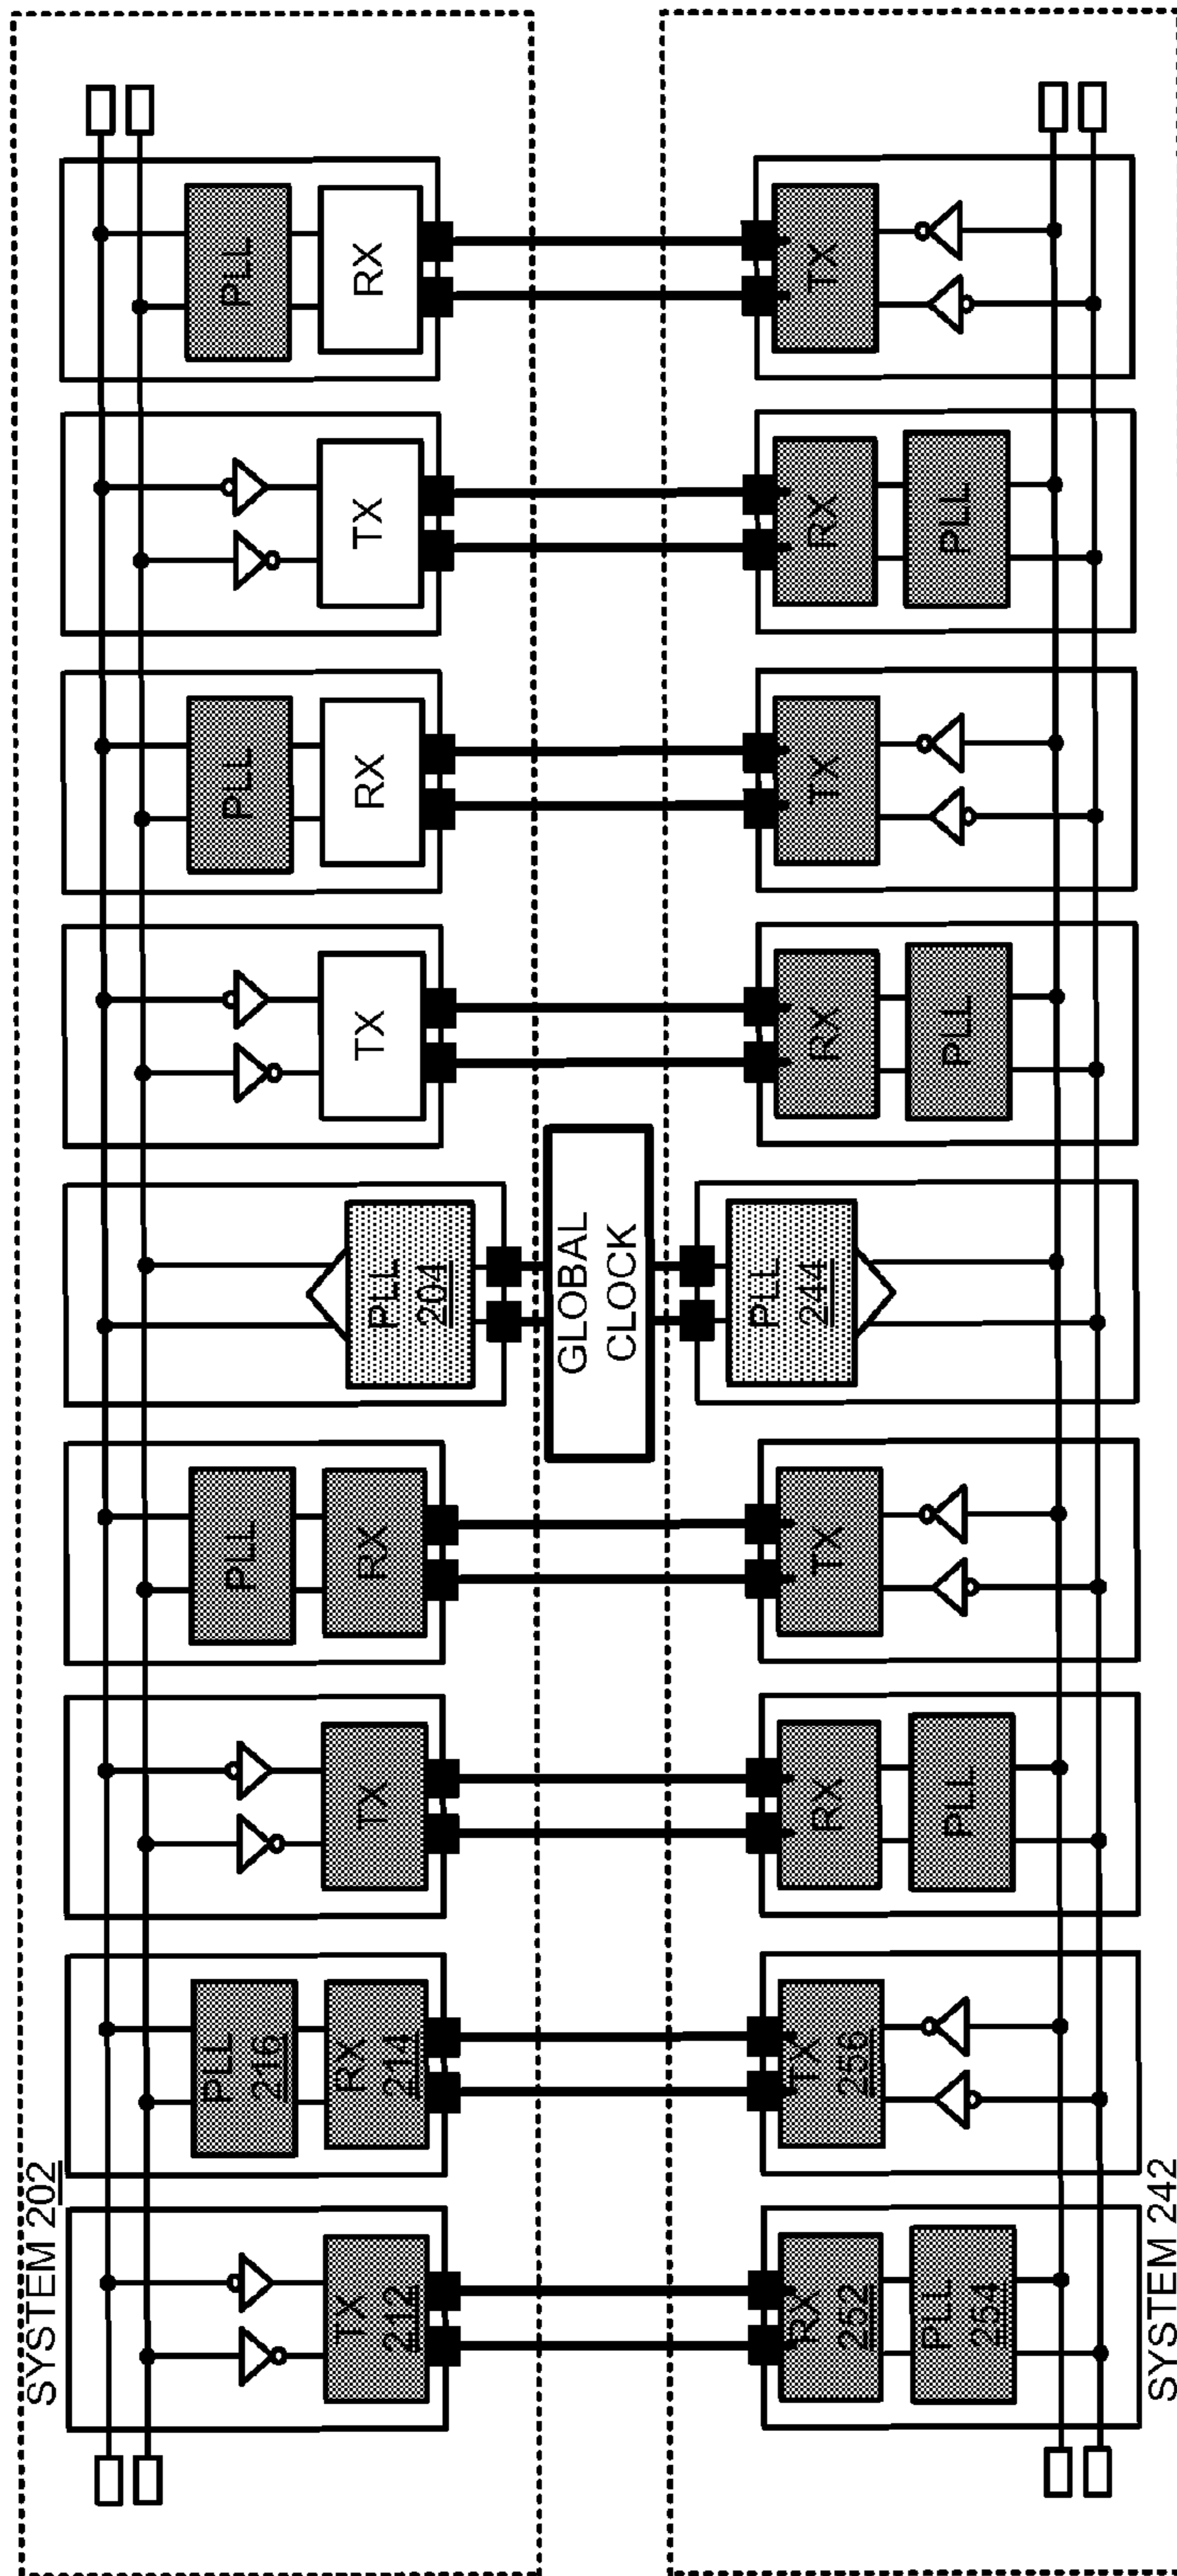 SYSTEM 202
TX
212
PLL
216
RX
214
TX
PLL
RX
PLL
204
TX
PLL
RX
TX
PLL
RX
GLOBAL
CLOCK
RX
252
PLL
254
TX
256
RX
PLL
TX
PLL
244
RX
PLL
TX
RX
PLL
TX
SYSTEM 242